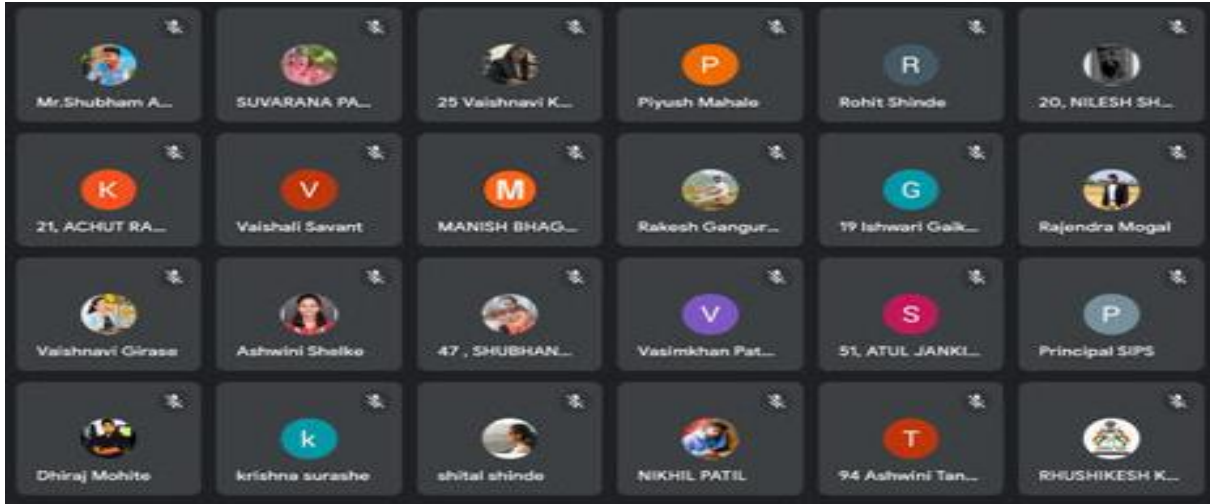 Mr.Shubham A...
SUVARANA PA...
25 Vaishnavi K...
P
Piyush Mahale
R
Rohit Shinde
20, NILESH SH...
K
21, ACHUT RA...
V
Vaishali Savant
M
MANISH BHAG...
Rakesh Gangur...
G
19 Ishwari Gaik...
Rajendra Mogal
Vaishnavi Girase
Ashwini Shelke
47 , SHUBHAN...
V
Vasimkhan Pat...
S
51, ATUL JANKI...
P
Principal SIPS
Dhiraj Mohite
k
krishna surashe
shital shinde
NIKHIL PATIL
T
94 Ashwini Tan...
RHUSHIKESH K...